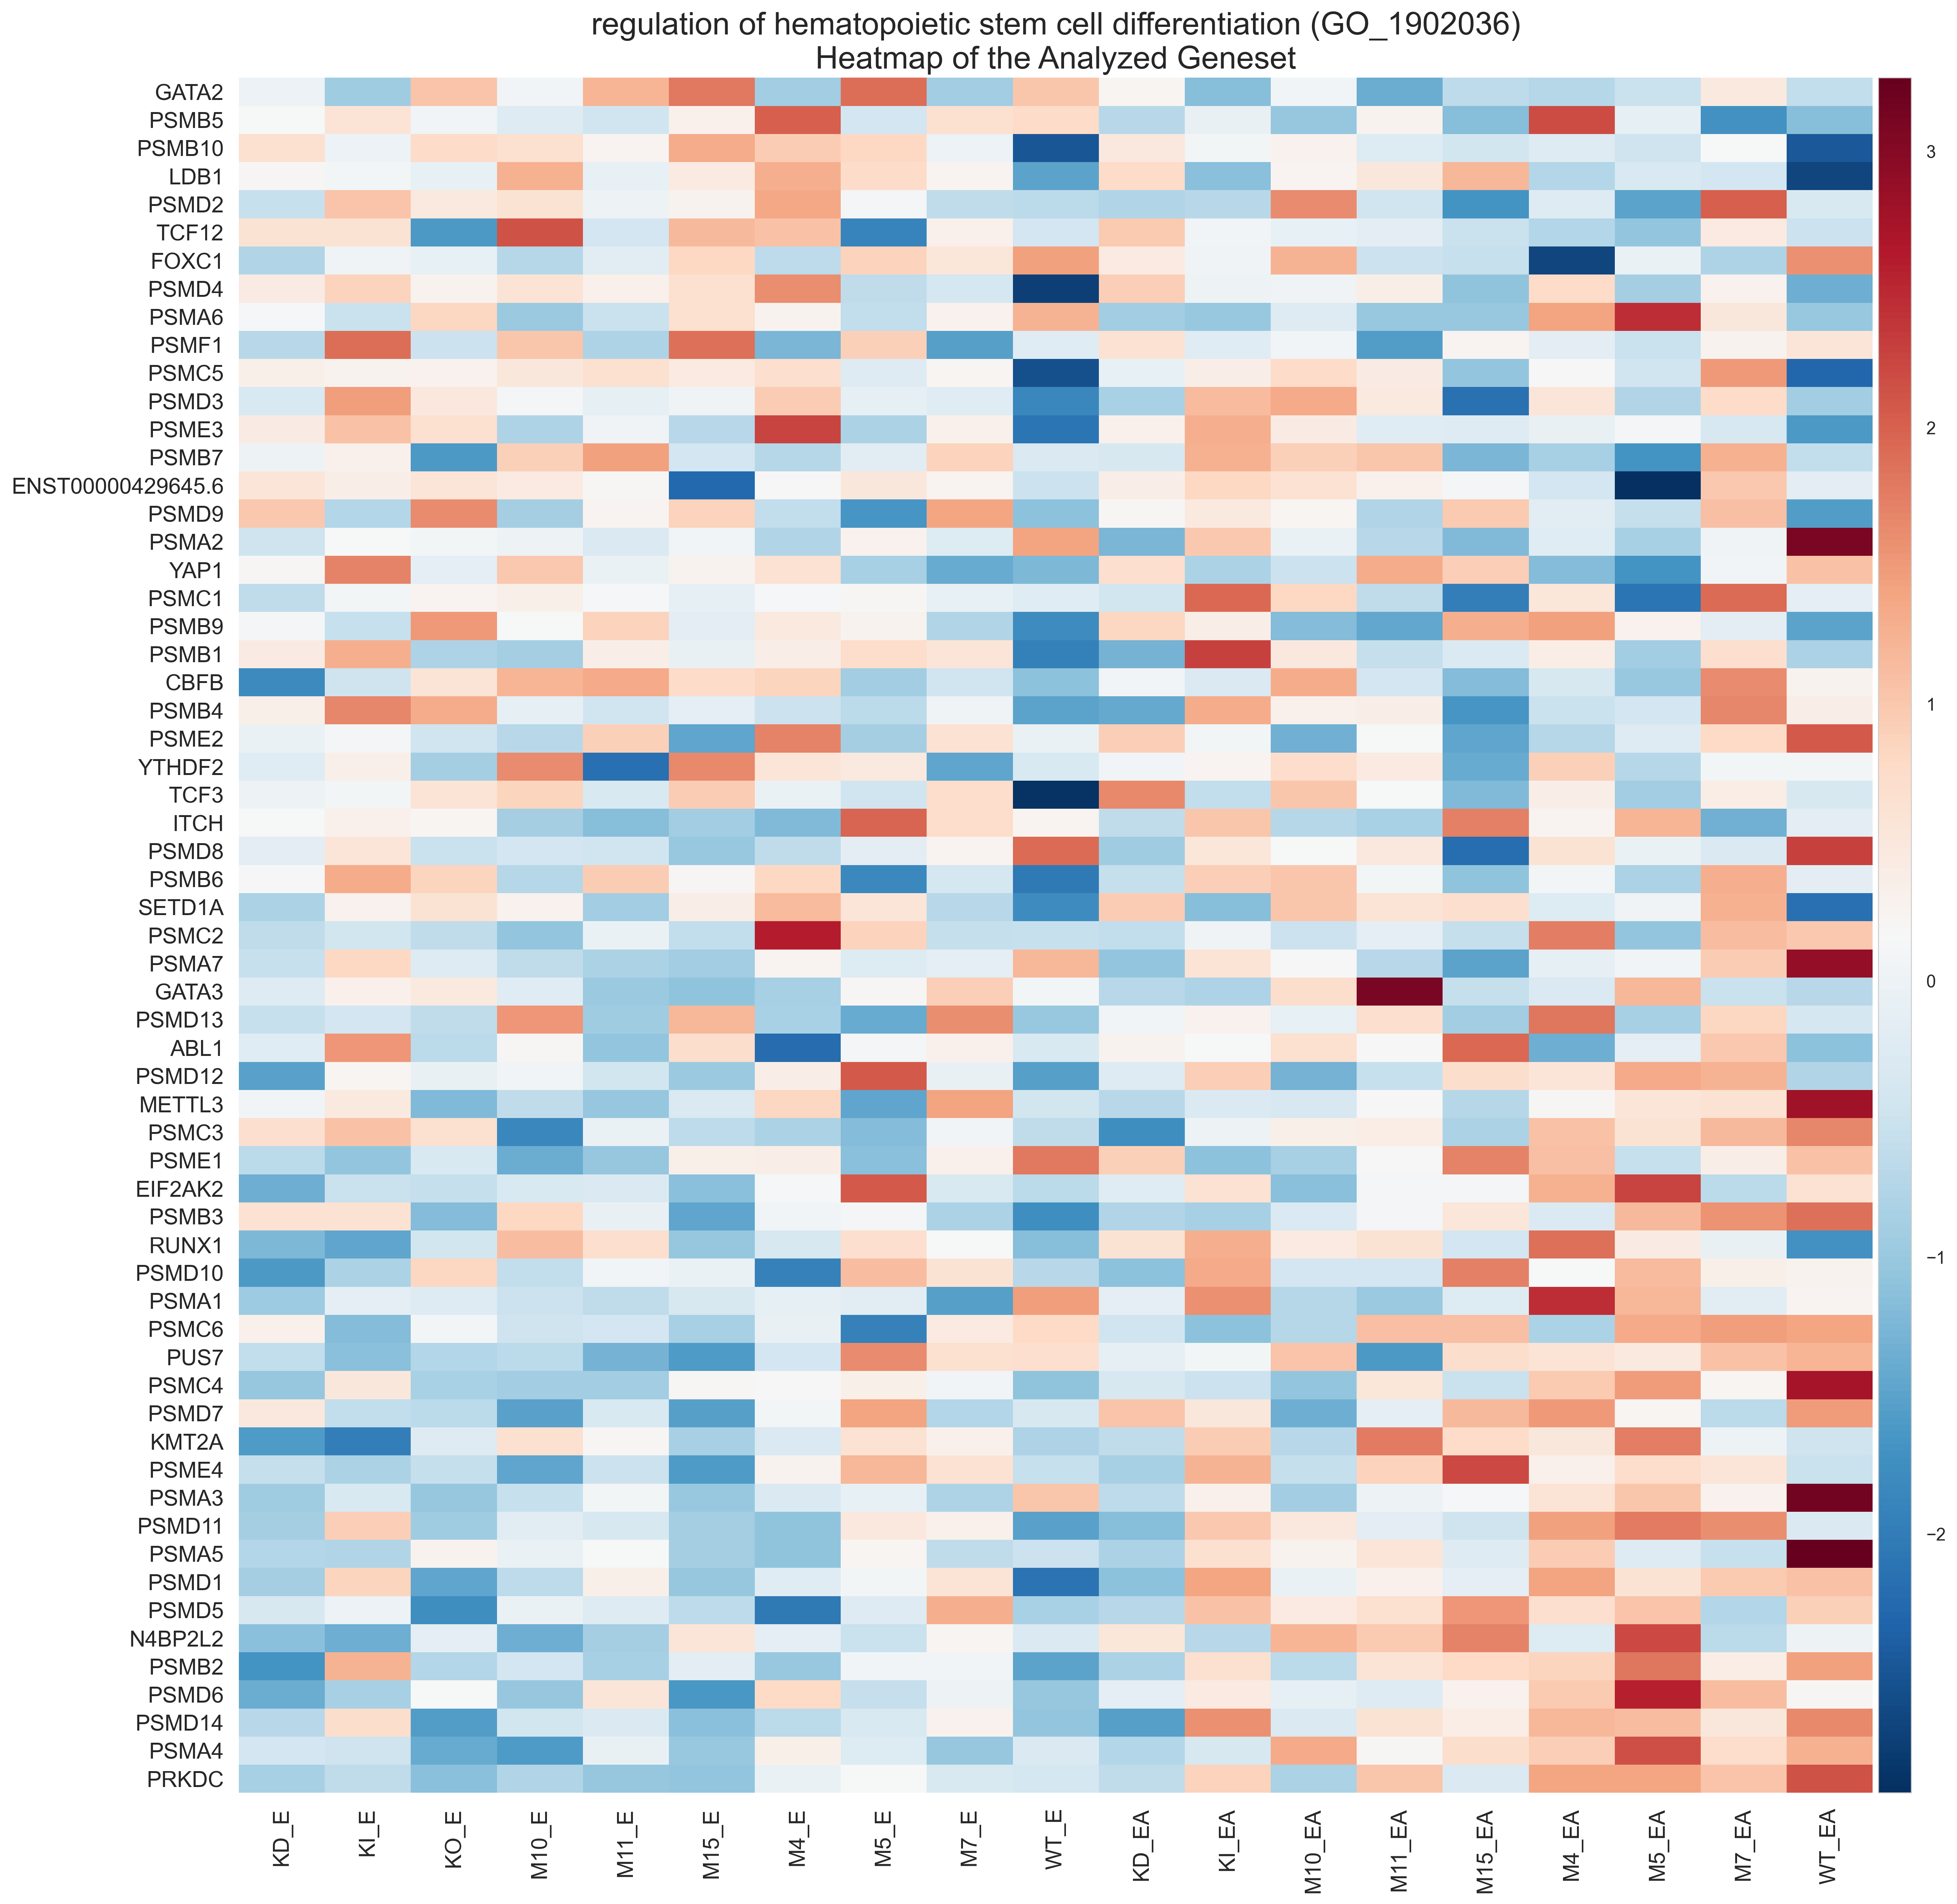 regulation of hematopoietic stem cell differentiation (GO_1902036)
Heatmap of the Analyzed Geneset
GATA2
PSMB5
PSMB10
LDB1
PSMD2
TCF12
FOXC1
PSMD4
PSMA6
PSMF1
PSMC5
PSMD3
PSME3
PSMB7
ENST00000429645.6
PSMD9
PSMA2
YAP1
PSMC1
PSMB9
PSMB1
CBFB
PSMB4
PSME2
YTHDF2
TCF3
ITCH
PSMD8
PSMB6
SETD1A
PSMC2
PSMA7
GATA3
PSMD13
ABL1
PSMD12
METTL3
PSMC3
PSME1
EIF2AK2
PSMB3
RUNX1
PSMD10
PSMA1
PSMC6
PUS7
PSMC4
PSMD7
KMT2A
PSME4
PSMA3
PSMD11
PSMA5
PSMD1
PSMD5
N4BP2L2
PSMB2
PSMD6
PSMD14
PSMA4
PRKDC
KD_E
KI_E
KO_E
M10_E
M11_E
M15_E
M4_E
M5_E
M7_E
WT_E
KD_EA
KI_EA
M10_EA
M11_EA
M15_EA
M4_EA
M5_EA
M7_EA
WT_EA
3
2
1
0
−1
−2